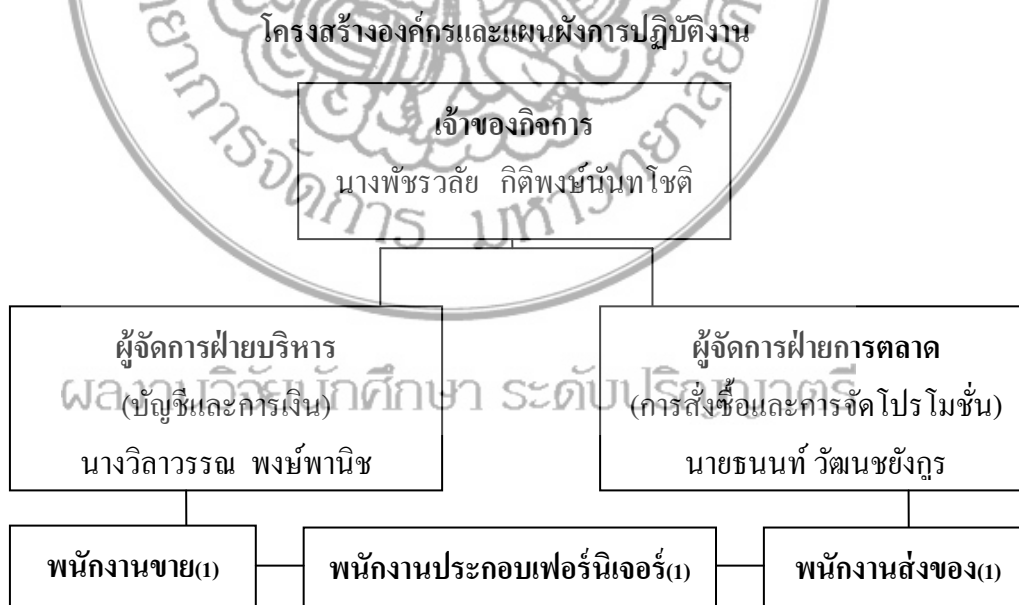 โครงสร้างองค์กรและแผนผังการปฏิบัติงาน
เจ้าของกิจการ
นางพัชรวลัย กิติพงษ์นันทโชติ
ผู้จัดการฝ่ายบริหาร
(บัญชีและการเงิน)
นางวิลาวรรณ พงษ์พานิช
ผู้จัดการฝ่ายการตลาด
(การสั่งซื้อและการจัดโปรโมชั่น)
นายธนนท์ วัฒนชยังกูร
ผลงานวิจัยนักศึกษา ระดับปริญญาตรี
พนักงานขาย(1)
พนักงานประกอบเฟอร์นิเจอร์(1)
พนักงานส่งของ(1)